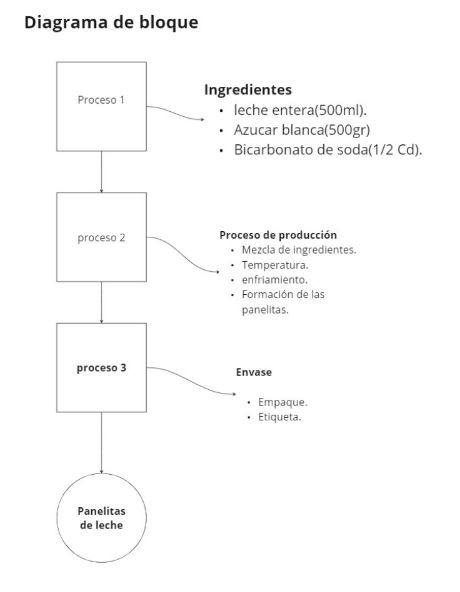 Diagrama de bloque
Proceso 1
Ingredientes
• leche entera(500ml).
• Azucar blanca(500gr)
• Bicarbonato de soda(1/2 Cd).
proceso 2
Proceso de producción
• Mezcla de ingredientes.
• Temperatura.
• enfriamiento.
• Formación de las
panelitas.
proceso 3
Envase
• Empaque.
• Etiqueta.
Panelitas
de leche